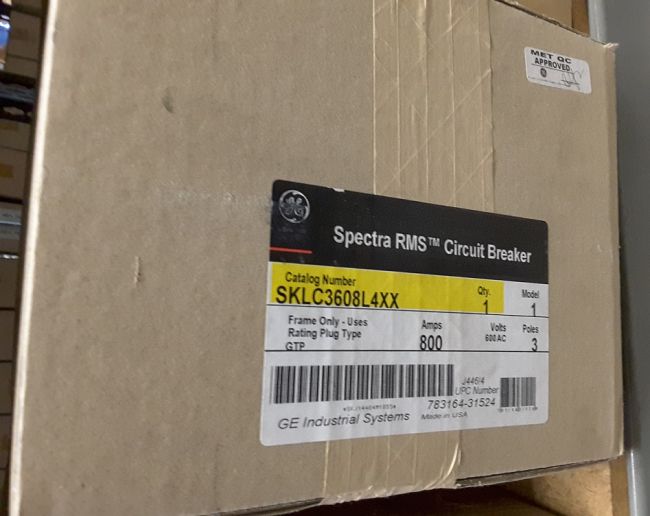 MET QC
APPROVED
Spectra RMS™ Circuit Breaker
Catalog Number Qty. Model
SKLC3608L4XX 1 1
Frame Only - Uses Amps Volts Poles
Rating Plug Type 800 600 AC 3
GTP
J446/4
UPC Number
783164-31524
GE Industrial Systems Made in USA